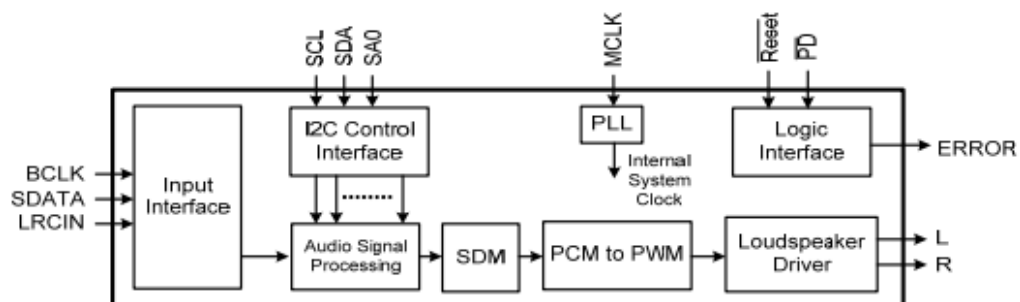 SCL
SDA
SA0
MCLK
Reset
PD
I2C Control
Interface
PLL
Logic
Interface
ERROR
BCLK
SDATA
LRCIN
Input
Interface
Internal
System
Clock
........
Audio Signal
Processing
SDM
PCM to PWM
Loudspeaker
Driver
L
R